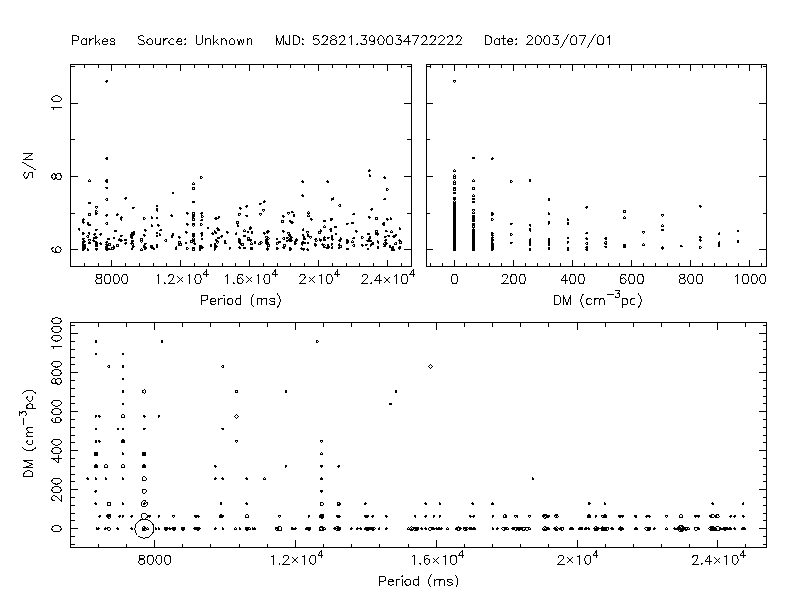 Parkes Source: Unknown MJD: 52821.390034722222 Date: 2003/07/01
10
8
6
S/N
8000 1.2×10⁴ 1.6×10⁴ 2×10⁴ 2.4×10⁴
Period (ms)
0 200 400 600 800 1000
DM (cm⁻³pc)
1000
800
600
400
200
0
DM (cm⁻³pc)
8000 1.2×10⁴ 1.6×10⁴ 2×10⁴ 2.4×10⁴
Period (ms)